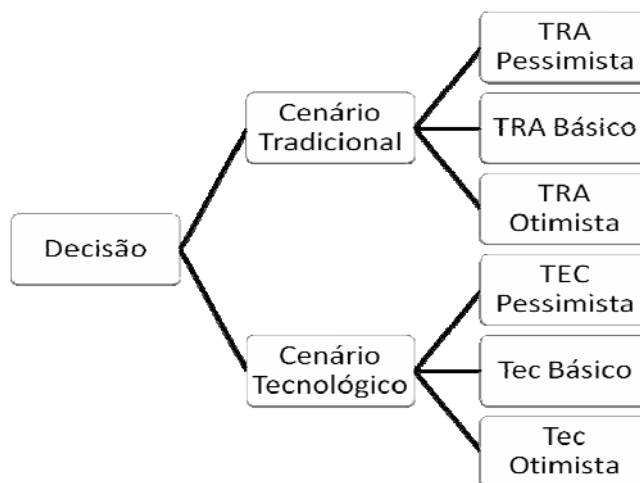 Decisão
Cenário
Tradicional
TRA
Pessimista
TRA Básico
TRA
Otimista
Cenário
Tecnológico
TEC
Pessimista
Tec Básico
Tec
Otimista